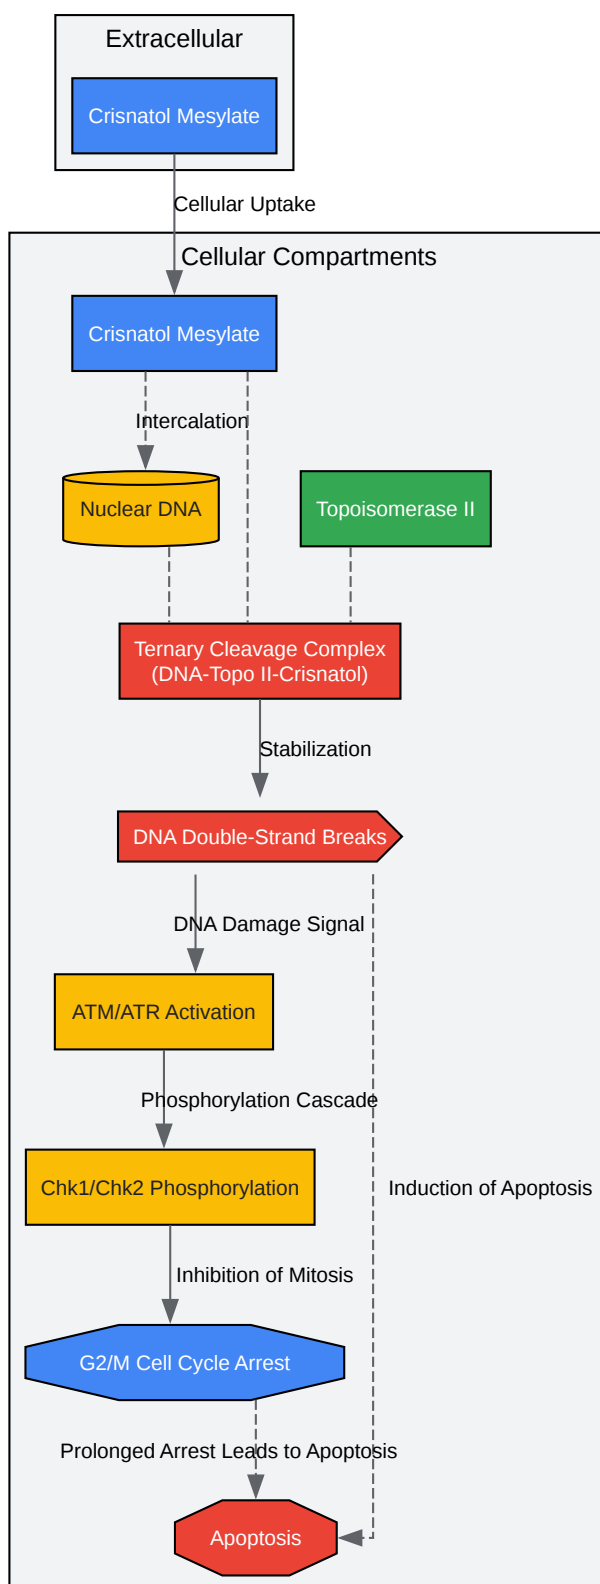 Extracellular
Crisnatol Mesylate
Cellular Uptake
Cellular Compartments
Crisnatol Mesylate
Intercalation
Nuclear DNA
Topoisomerase II
Ternary Cleavage Complex
(DNA-Topo II-Crisnatol)
Stabilization
DNA Double-Strand Breaks
DNA Damage Signal
ATM/ATR Activation
Phosphorylation Cascade
Chk1/Chk2 Phosphorylation
Induction of Apoptosis
Inhibition of Mitosis
G2/M Cell Cycle Arrest
Prolonged Arrest Leads to Apoptosis
Apoptosis